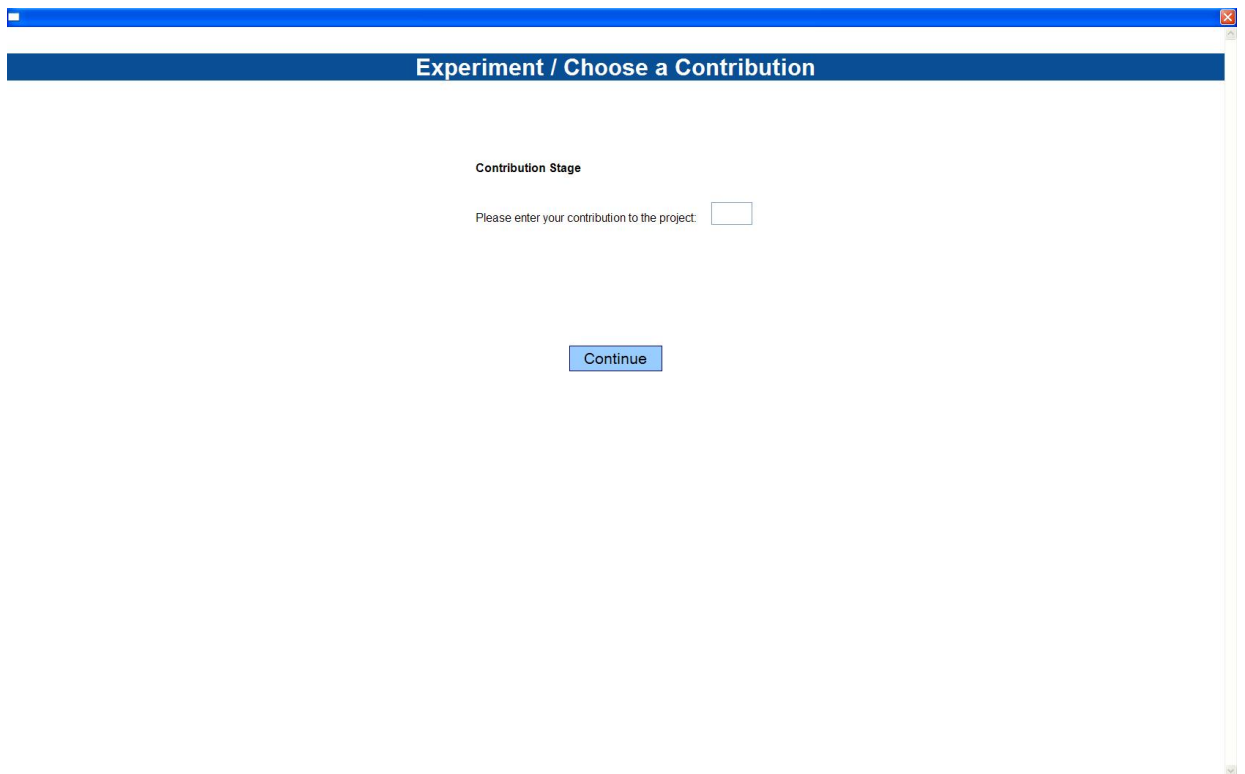 Experiment / Choose a Contribution
Contribution Stage
Please enter your contribution to the project:
Continue